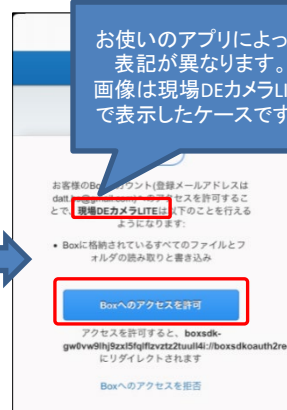 お使いのアプリによっ
表記が異なります。
画像は現場DEカメラLI
で表示したケースです
お客様のBo ウント(登録メールアドレスは
datt @gmail.com)へのアクセスを許可するこ
とで、現場DEカメラLITEは以下のことを行える
ようになります:
• Boxに格納されているすべてのファイルとフ
ォルダの読み取りと書き込み
Boxへのアクセスを許可
アクセスを許可すると、boxsdk-
gw0vw9lhj9zxl5fqlflzvztz2tuull4i://boxsdkoauth2re
にリダイレクトされます
Boxへのアクセスを拒否